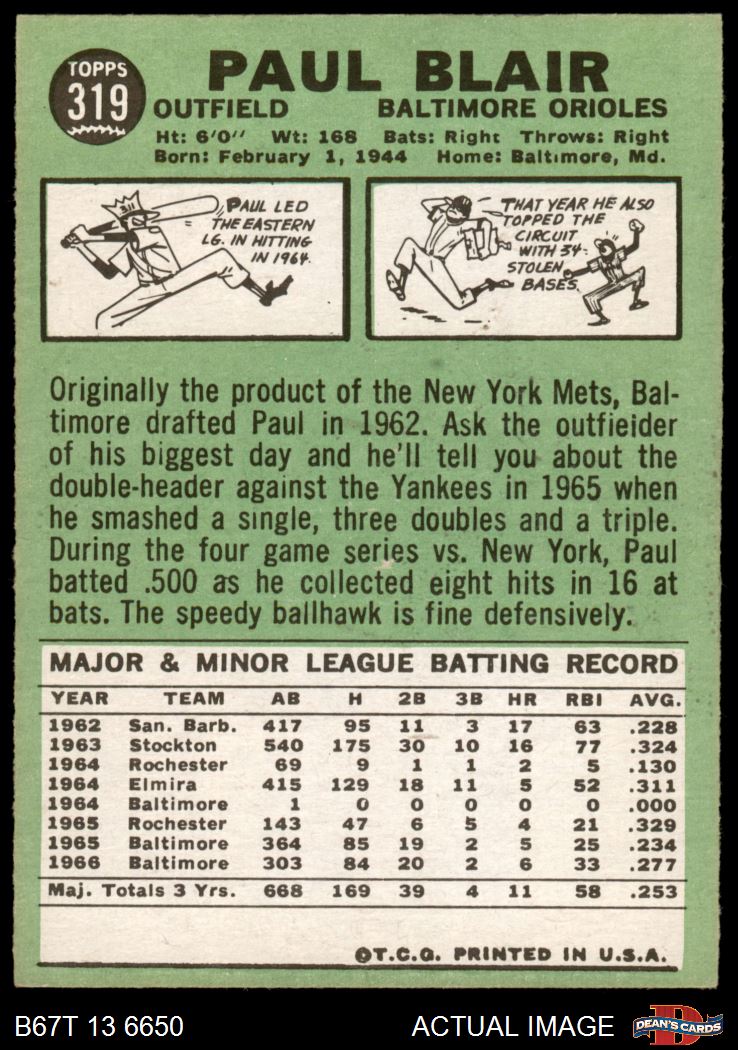 TOPPS
319
PAUL BLAIR
OUTFIELD BALTIMORE ORIOLES
Ht: 6'0'' Wt: 168 Bats: Right Throws: Right
Born: February 1, 1944 Home: Baltimore, Md.
PAUL LED
THE EASTERN
LG. IN HITTING
IN 1964.
THAT YEAR HE ALSO
TOPPED THE
CIRCUIT
WITH 34
STOLEN
BASES.
Originally the product of the New York Mets, Bal-
timore drafted Paul in 1962. Ask the outfieider
of his biggest day and he'll tell you about the
double-header against the Yankees in 1965 when
he smashed a single, three doubles and a triple.
During the four game series vs. New York, Paul
batted .500 as he collected eight hits in 16 at
bats. The speedy ballhawk is fine defensively.
MAJOR & MINOR LEAGUE BATTING RECORD
YEAR TEAM AB H 2B 3B HR RBI AVG.
1962 San. Barb. 417 95 11 3 17 63 .228
1963 Stockton 540 175 30 10 16 77 .324
1964 Rochester 69 9 1 1 2 5 .130
1964 Elmira 415 129 18 11 5 52 .311
1964 Baltimore 1 0 0 0 0 0 .000
1965 Rochester 143 47 6 5 4 21 .329
1965 Baltimore 364 85 19 2 5 25 .234
1966 Baltimore 303 84 20 2 6 33 .277
Maj. Totals 3 Yrs. 668 169 39 4 11 58 .253
©T.C.G. PRINTED IN U.S.A.
B67T 13 6650 ACTUAL IMAGE
D
DEAN'S CARDS